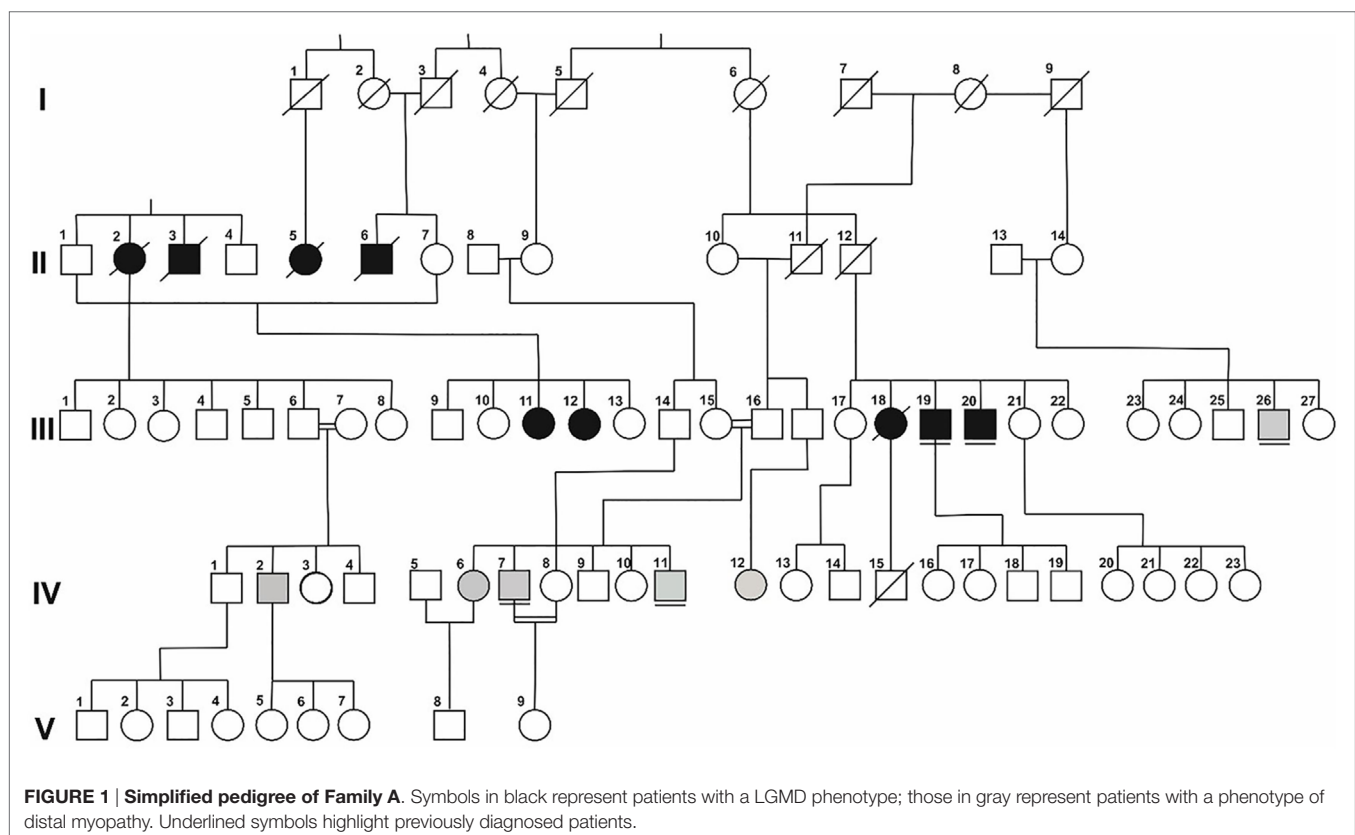 1 2 3 4 5 6 7 8 9
I
1 2 3 4 5 6 7 8 9 10 11 12 13 14
II
1 2 3 4 5 6 7 8 9 10 11 12 13 14 15 16 17 18 19 20 21 22 23 24 25 26 27
III
1 2 3 4 5 6 7 8 9 10 11 12 13 14 15 16 17 18 19 20 21 22 23
IV
1 2 3 4 5 6 7 8 9
V
FIGURE 1 | Simplified pedigree of Family A. Symbols in black represent patients with a LGMD phenotype; those in gray represent patients with a phenotype of
distal myopathy. Underlined symbols highlight previously diagnosed patients.